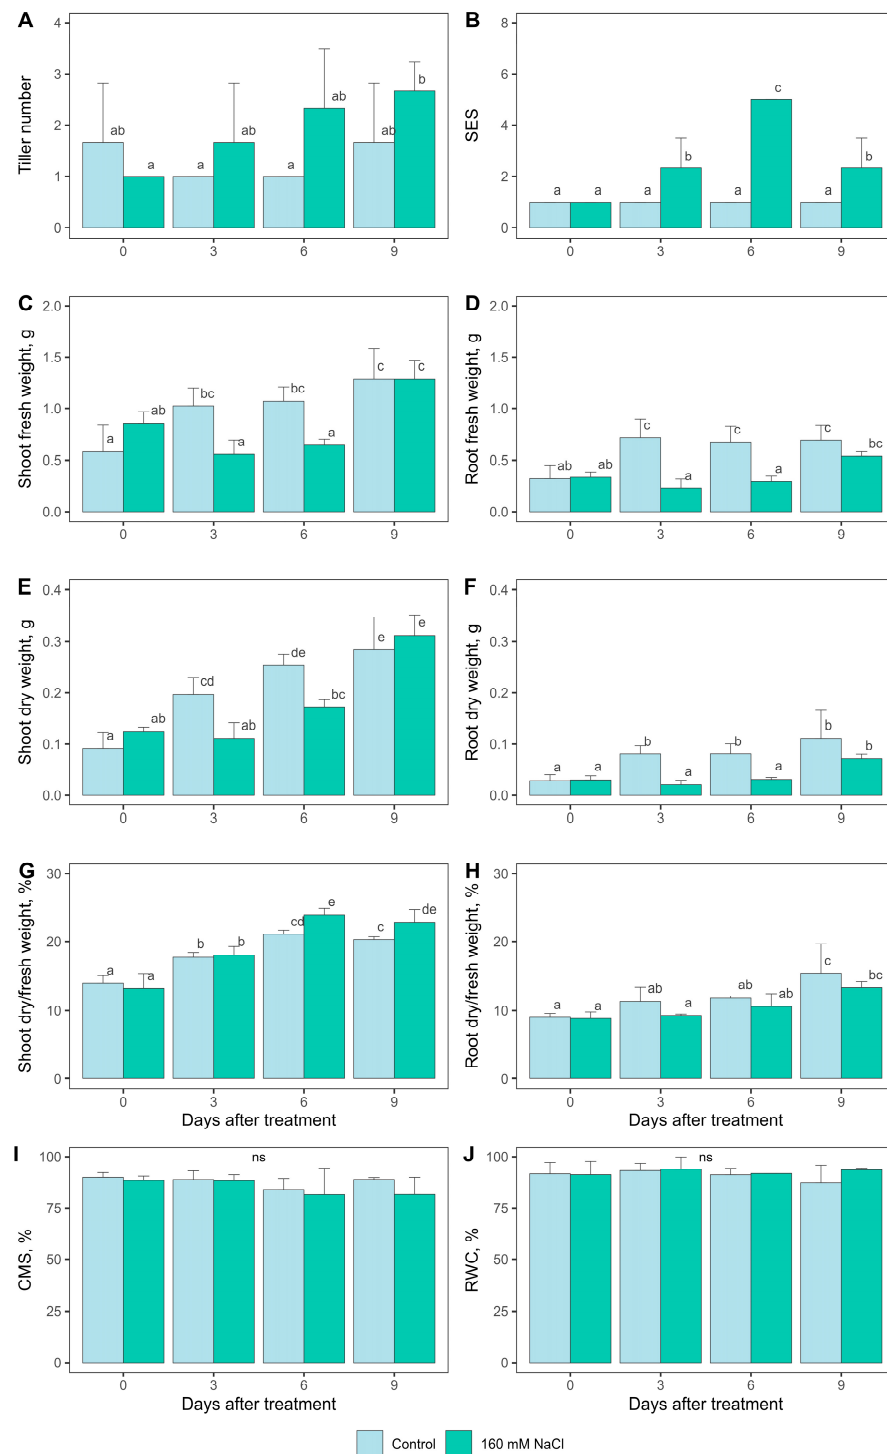 A
Tiller number
4
3
2
1
0
ab
a
a
ab
a
ab
ab
b
0 3 6 9
B
SES
8
6
4
2
0
a
a
a
b
a
c
a
b
0 3 6 9
C
Shoot fresh weight, g
2.0
1.5
1.0
0.5
0.0
a
ab
bc
a
bc
a
c
c
0 3 6 9
D
Root fresh weight, g
2.0
1.5
1.0
0.5
0.0
ab
ab
c
a
c
a
c
bc
0 3 6 9
E
Shoot dry weight, g
0.4
0.3
0.2
0.1
0.0
a
ab
cd
ab
de
bc
e
e
0 3 6 9
F
Root dry weight, g
0.4
0.3
0.2
0.1
0.0
a
a
b
a
b
a
b
b
0 3 6 9
G
Shoot dry/fresh weight, %
30
20
10
0
a
a
b
b
cd
e
c
de
0 3 6 9
Days after treatment
H
Root dry/fresh weight, %
30
20
10
0
a
a
ab
a
ab
ab
c
bc
0 3 6 9
Days after treatment
I
CMS, %
100
75
50
25
0
ns
0 3 6 9
Days after treatment
J
RWC, %
100
75
50
25
0
ns
0 3 6 9
Days after treatment
Control 160 mM NaCl